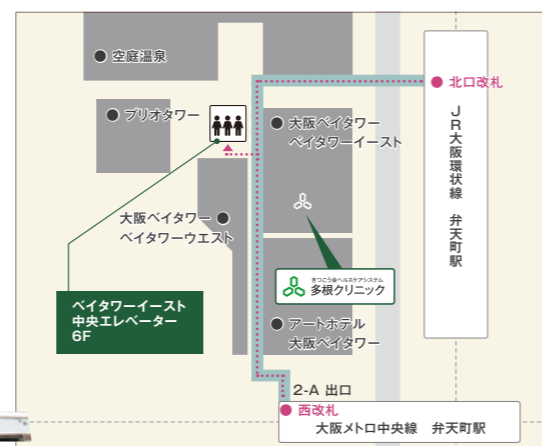 空庭温泉
プリオタワー
北口改札
大阪ベイタワー
ベイタワーイースト
JR大阪環状線 弁天町駅
大阪ベイタワー
ベイタワーウエスト
きつこう会ヘルスケアシステム
多根クリニック
ベイタワーイースト
中央エレベーター
6F
アートホテル
大阪ベイタワー
2-A 出口
西改札
大阪メトロ中央線 弁天町駅